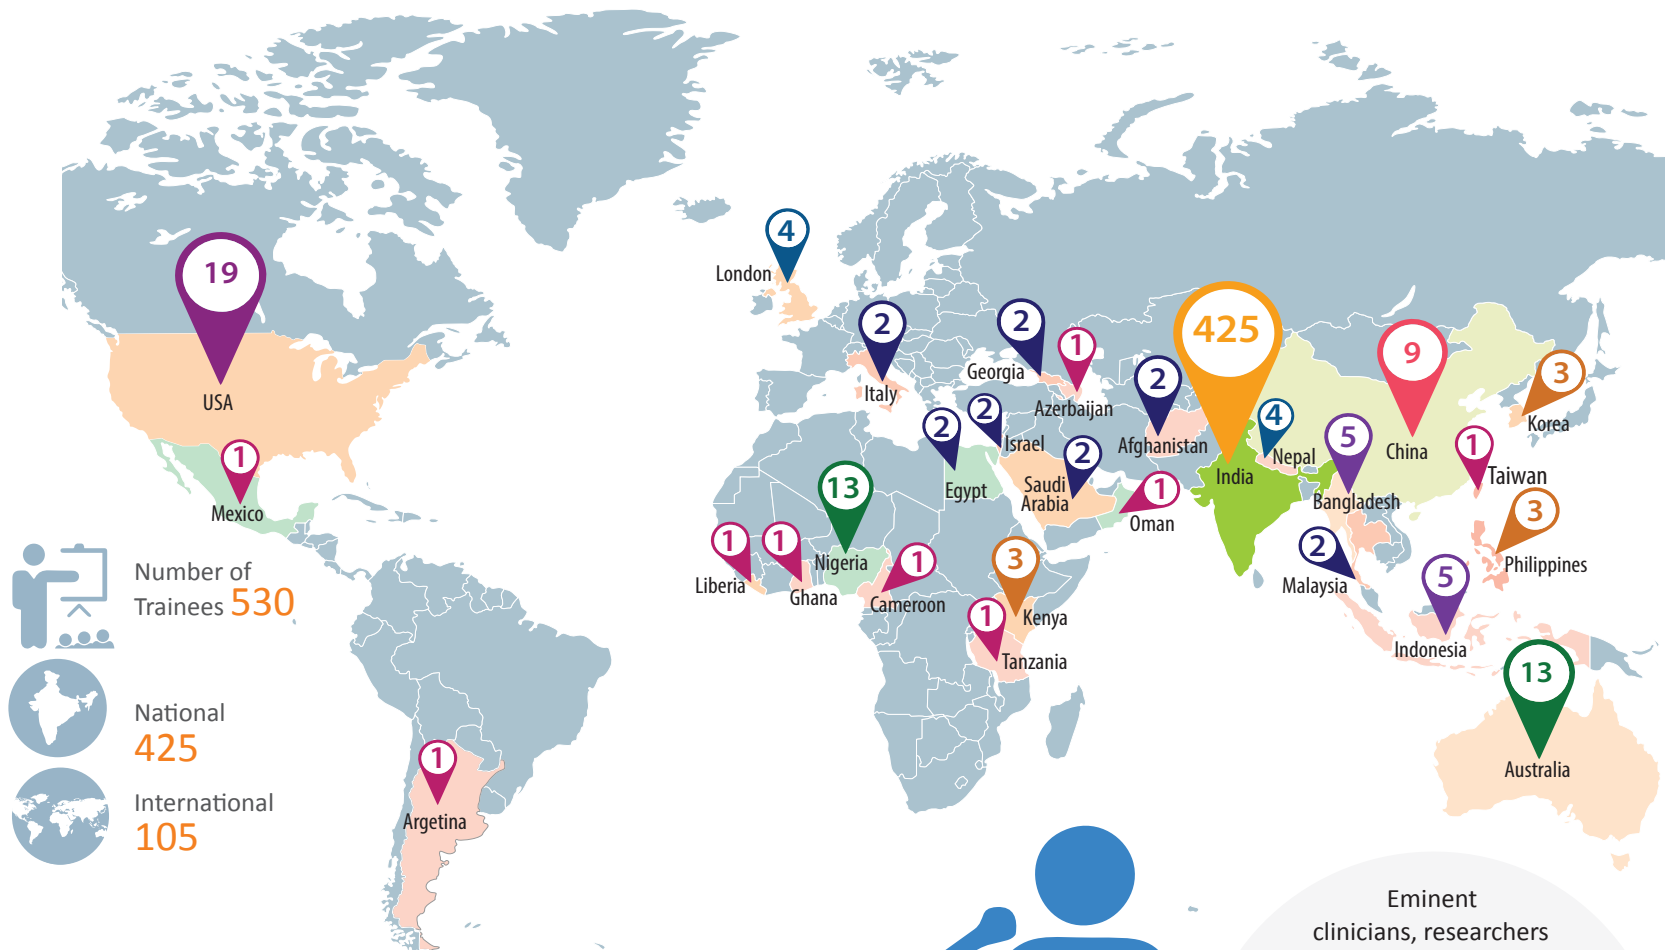 4
London
19
USA
2
Italy
2
Georgia
1
Azerbaijan
2
Afghanistan
425
India
4
Nepal
5
Bangladesh
9
China
3
Korea
1
Taiwan
3
Philippines
2
Israel
2
Egypt
2
Saudi
Arabia
1
Oman
1
Mexico
13
Nigeria
1
Liberia
1
Ghana
1
Cameroon
3
Kenya
1
Tanzania
2
Malaysia
5
Indonesia
13
Australia
1
Argetina
Number of
Trainees 530
National
425
International
105
Eminent
clinicians, researchers